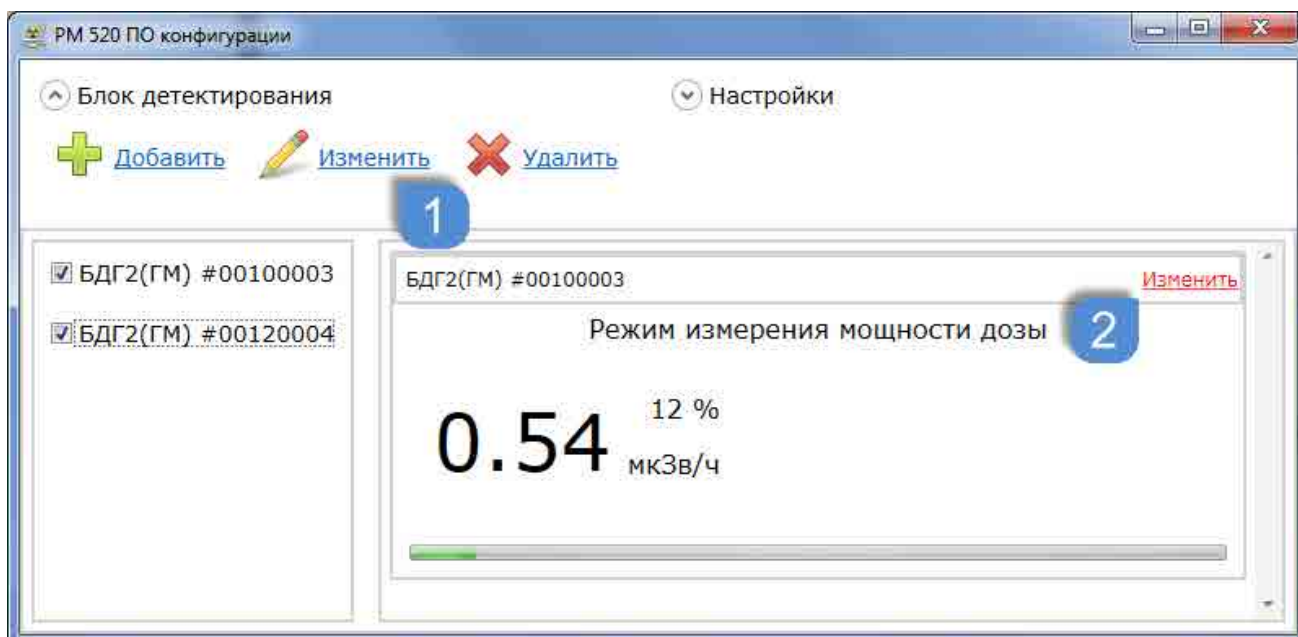 РМ 520 ПО конфигурации
Блок детектирования
Настройки
Добавить
Изменить
Удалить
1
БДГ2(ГМ) #00100003
БДГ2(ГМ) #00120004
БДГ2(ГМ) #00100003
Изменить
Режим измерения мощности дозы
2
0.54
12 %
мкЗв/ч